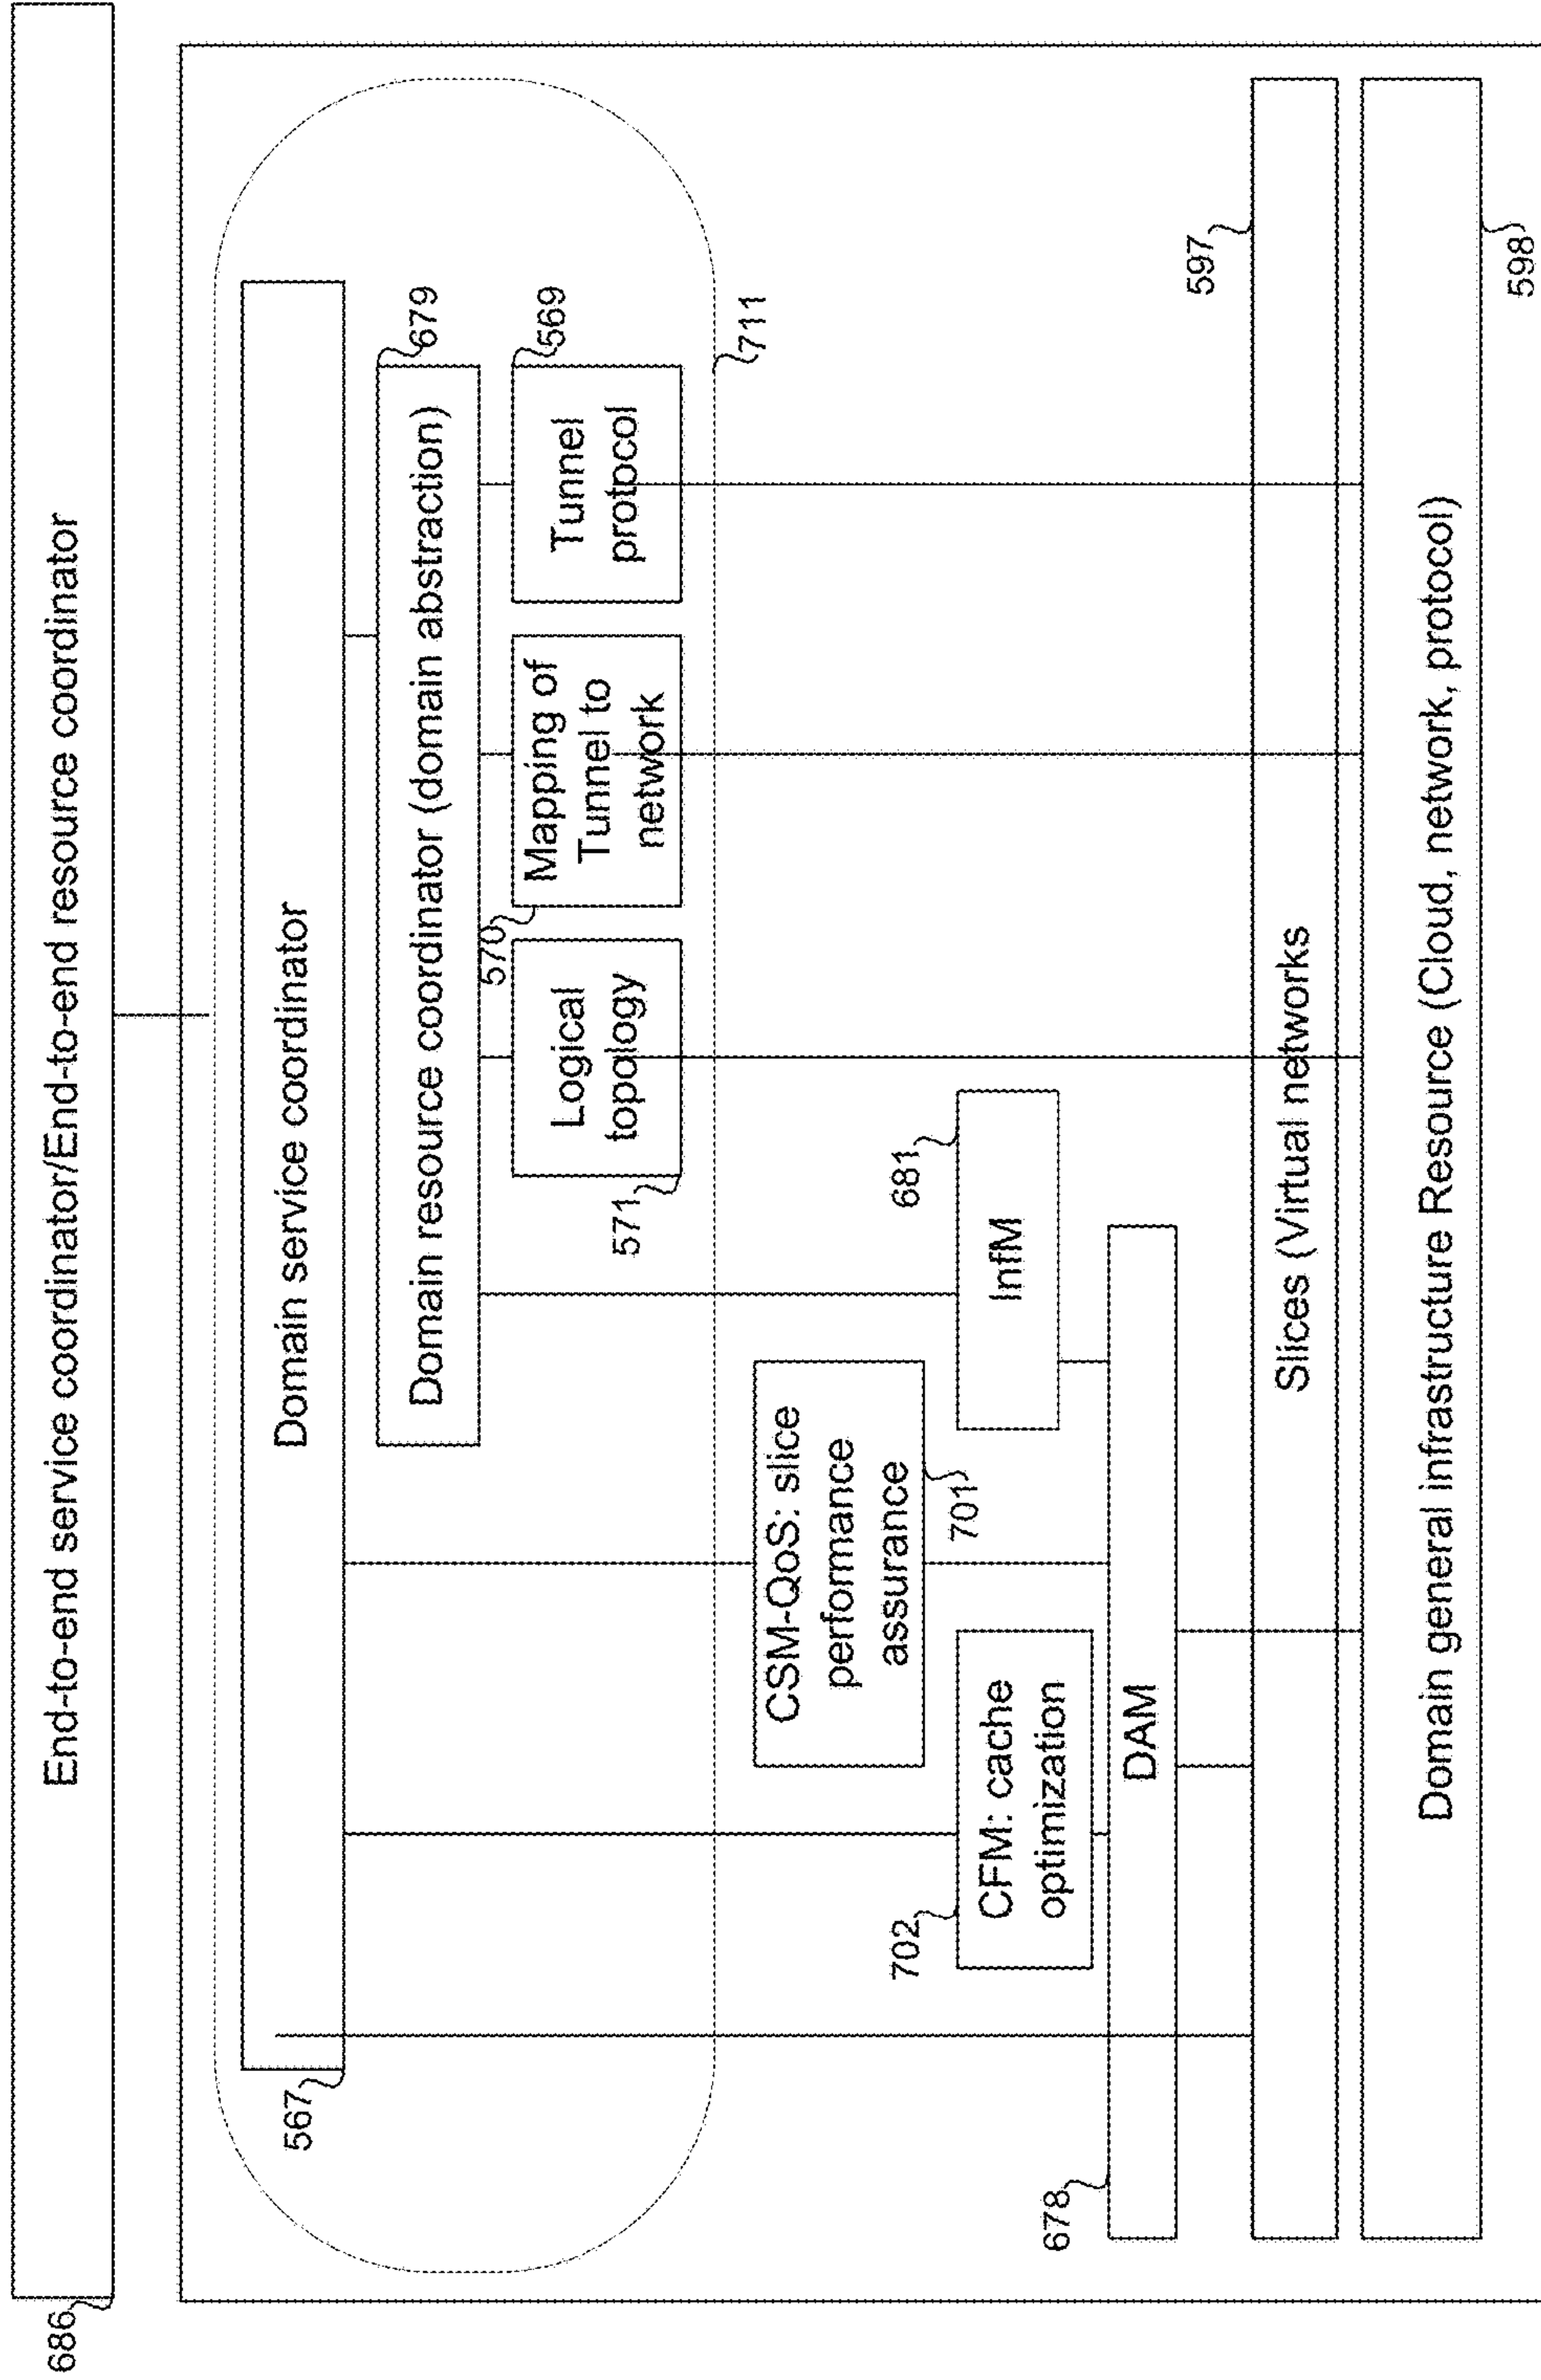 686
End-to-end service coordinator/End-to-end resource coordinator
567
Domain service coordinator
Domain resource coordinator (domain abstraction)
679
571
Logical
topology
570
Mapping of
Tunnel to
network
Tunnel
protocol
569
711
CSM-QoS: slice
performance
assurance
701
702
CFM: cache
optimization
InfM
681
678
DAM
Slices (Virtual networks
597
Domain general infrastructure Resource (Cloud, network, protocol)
598